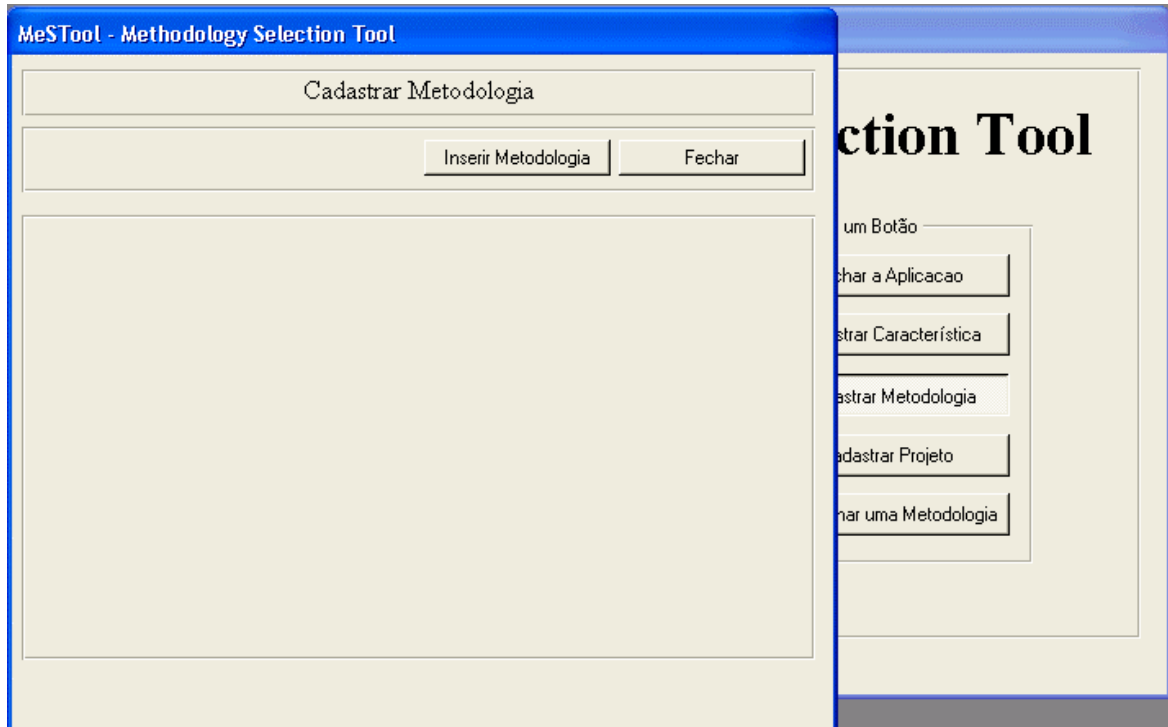 MeSTool - Methodology Selection Tool
Cadastrar Metodologia
Inserir Metodologia
Fechar
ction Tool
um Botão
char a Aplicacao
strar Característica
astrar Metodologia
adastrar Projeto
nar uma Metodologia